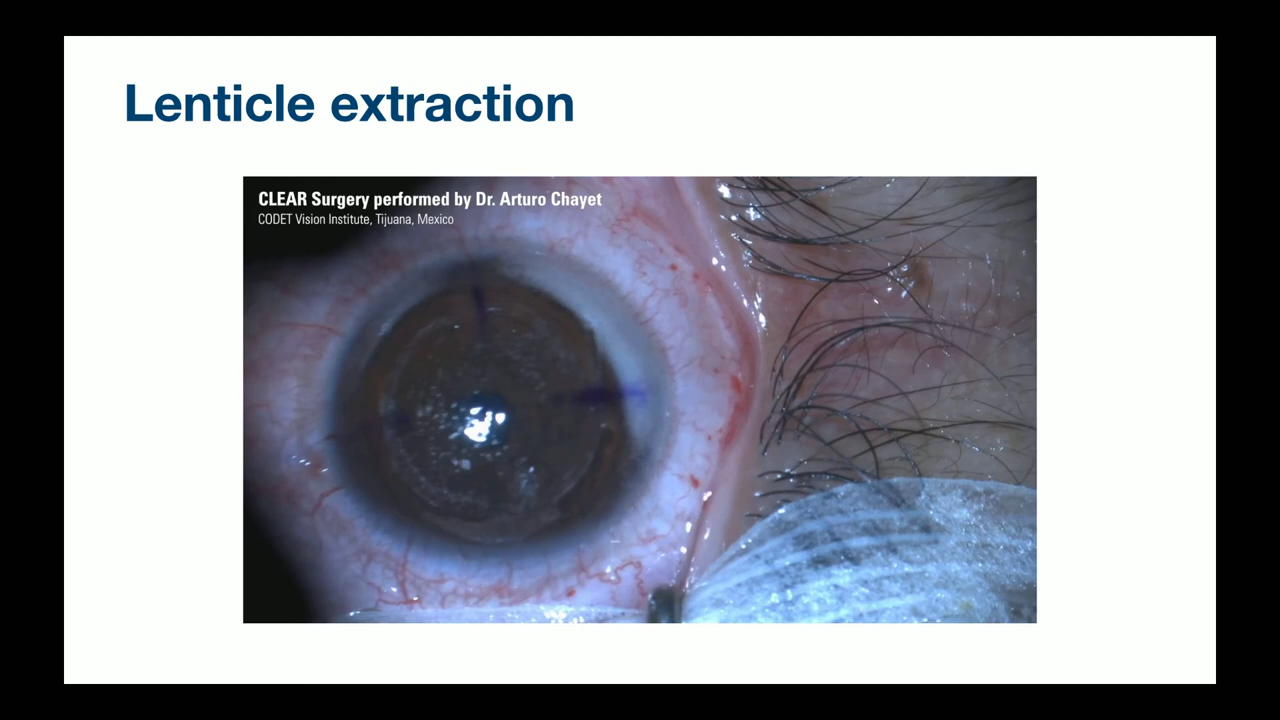 Lenticle extraction
CLEAR Surgery performed by Dr. Arturo Chayet
CODET Vision Institute, Tijuana, Mexico